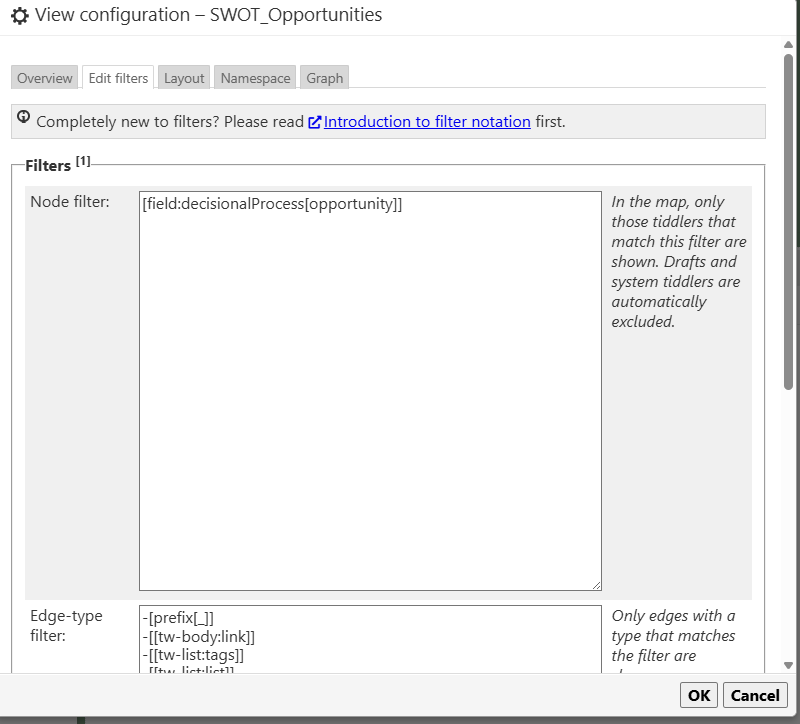 View configuration – SWOT_Opportunities
Overview Edit filters Layout Namespace Graph
Completely new to filters? Please read Introduction to filter notation first.
Filters [1]
Node filter:
[field:decisionalProcess[opportunity]]
In the map, only
those tiddlers that
match this filter are
shown. Drafts and
system tiddlers are
automatically
excluded.
Edge-type
filter:
-[prefix[_]]
-[[tw-body:link]]
-[[tw-list:tags]]
-[[tw-list:list]]
Only edges with a
type that matches
the filter are
OK Cancel